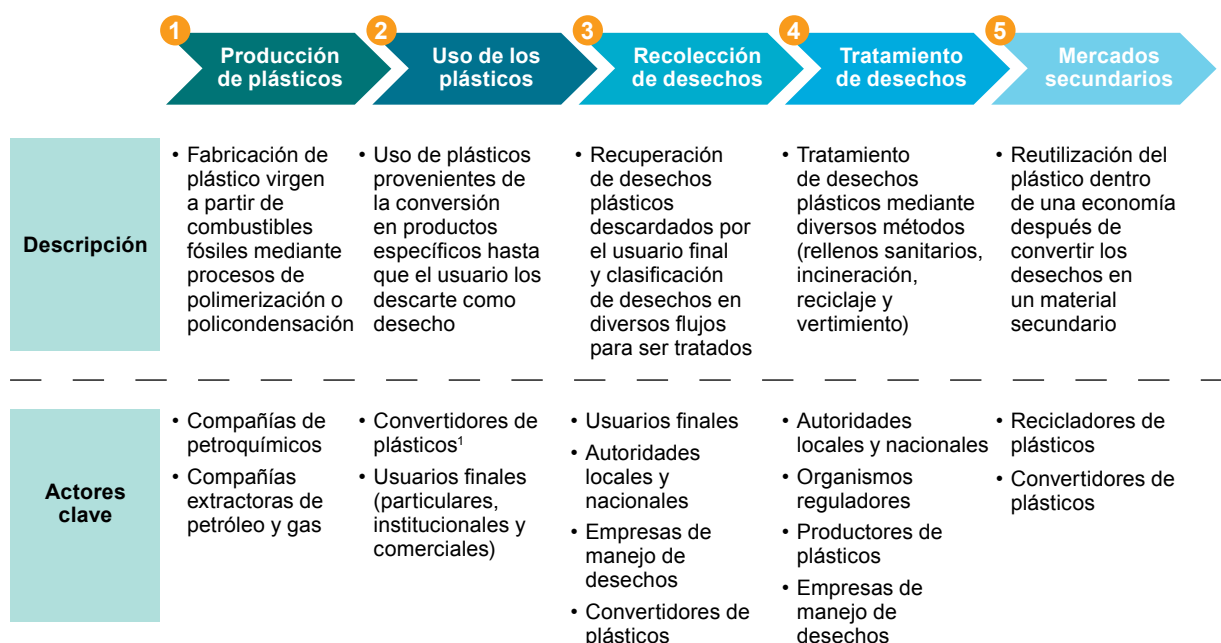 1
Producción
de plásticos
2
Uso de los
plásticos
3
Recolección
de desechos
4
Tratamiento
de desechos
5
Mercados
secundarios
Descripción
• Fabricación de
plástico virgen
a partir de
combustibles
fósiles mediante
procesos de
polimerización o
policondensación
• Uso de plásticos
provenientes de
la conversión
en productos
específicos hasta
que el usuario los
descarte como
desecho
• Recuperación
de desechos
plásticos
descardados por
el usuario final
y clasificación
de desechos en
diversos flujos
para ser tratados
• Tratamiento
de desechos
plásticos mediante
diversos métodos
(rellenos sanitarios,
incineración,
reciclaje y
vertimiento)
• Reutilización del
plástico dentro
de una economía
después de
convertir los
desechos en
un material
secundario
Actores
clave
• Compañías de
petroquímicos
• Compañías
extractoras de
petróleo y gas
• Convertidores de
plásticos¹
• Usuarios finales
(particulares,
institucionales y
comerciales)
• Usuarios finales
• Autoridades
locales y
nacionales
• Empresas de
manejo de
desechos
• Convertidores de
plásticos
• Autoridades
locales y nacionales
• Organismos
reguladores
• Productores de
plásticos
• Empresas de
manejo de
desechos
• Recicladores de
plásticos
• Convertidores de
plásticos